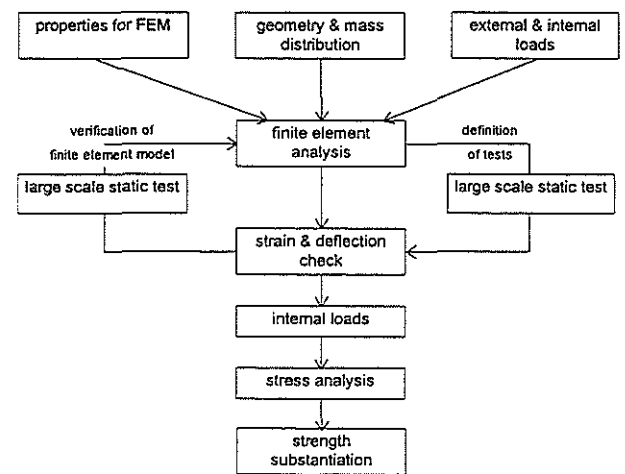 properties for FEM
geometry & mass
distribution
external & internal
loads
verification of
finite element model
finite element
analysis
definition
of tests
large scale static test
large scale static test
strain & deflection
check
internal loads
stress analysis
strength
substantiation